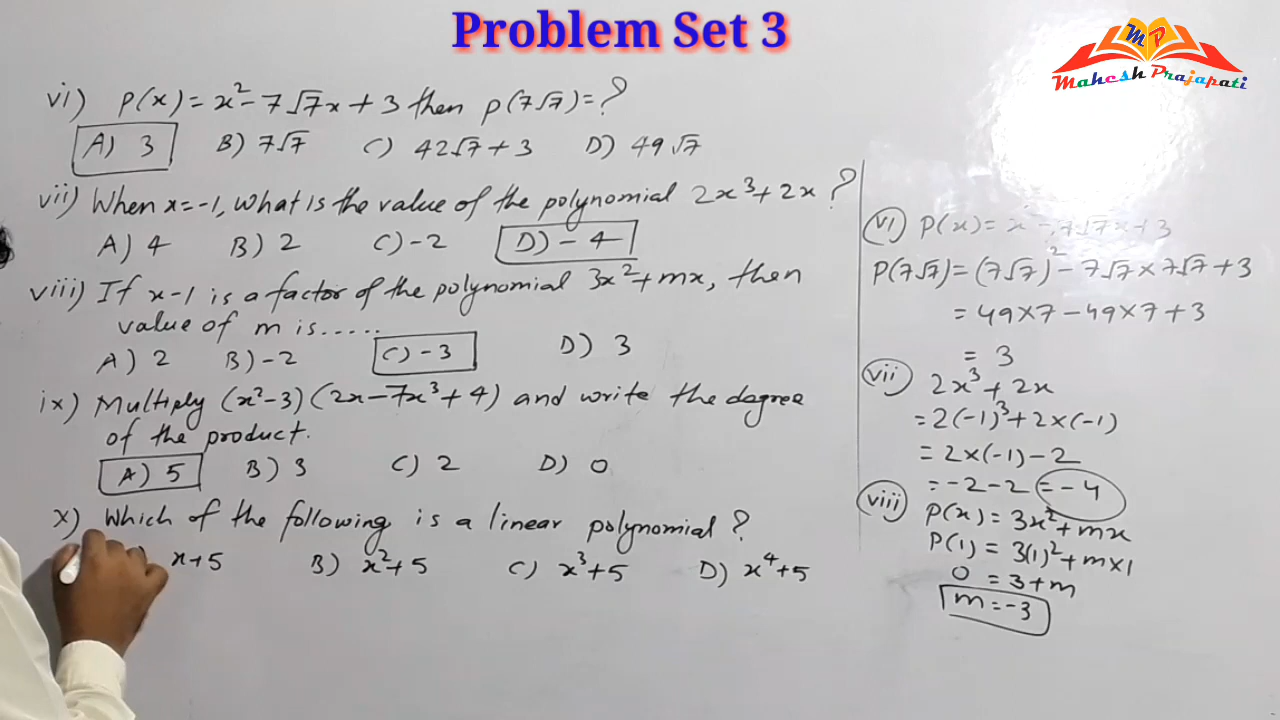 Problem Set 3
MP
Mahesh Prajapati
vi) P(x) = x² - 7√7x + 3 then p(7√7) = ?
A) 3 B) 7√7 C) 42√7 + 3 D) 49√7
vii) When x = -1, What is the value of the polynomial 2x³ + 2x ?
A) 4 B) 2 C) -2 D) -4
viii) If x-1 is a factor of the polynomial 3x² + mx, then
value of m is.....
A) 2 B) -2 C) -3 D) 3
ix) Multiply (x²-3) (2x - 7x³ + 4) and write the dagree
of the product.
A) 5 B) 3 C) 2 D) 0
x) Which of the following is a linear polynomial ?
) x+5 B) x²+5 C) x³+5 D) x⁴+5
vi P(x) = x² - 7√7x + 3
P(7√7) = (7√7)² - 7√7 × 7√7 + 3
= 49×7 - 49×7 + 3
= 3
vii 2x³ + 2x
= 2(-1)³ + 2×(-1)
= 2×(-1) - 2
= -2 - 2 = -4
viii P(x) = 3x² + mx
P(1) = 3(1)² + m×1
0 = 3 + m
m = -3